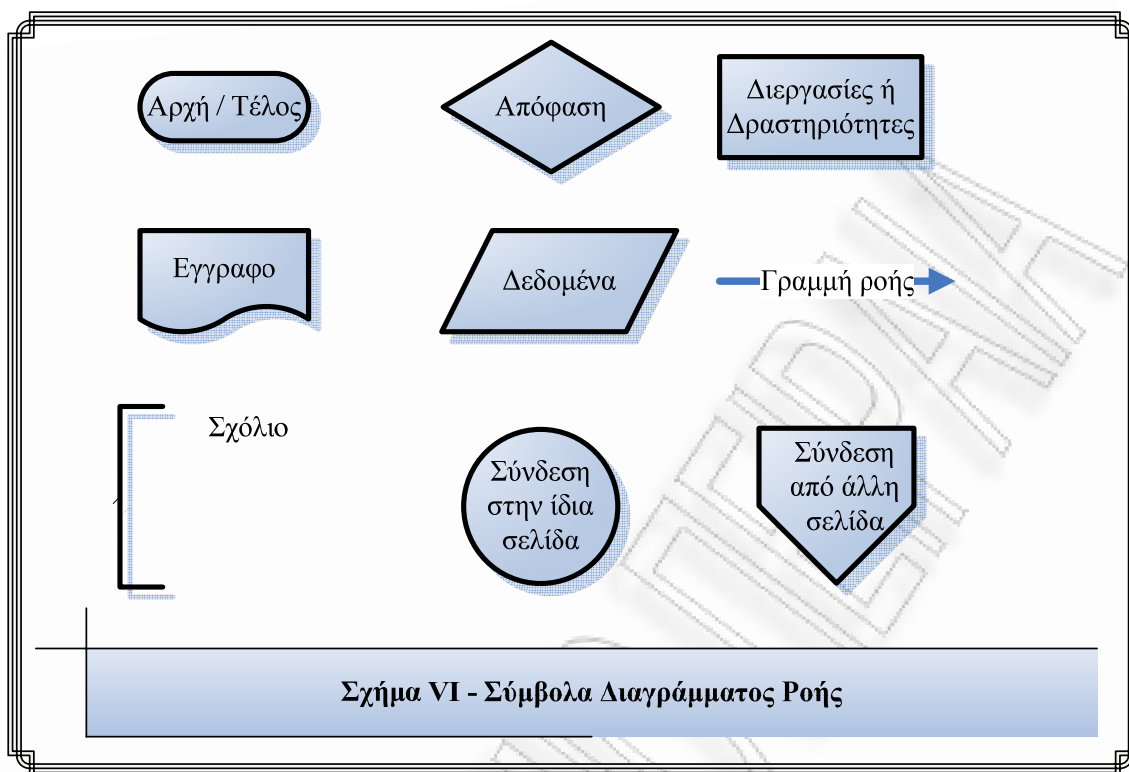 Αρχή / Τέλος
Απόφαση
Διεργασίες ή
Δραστηριότητες
Εγγραφο
Δεδομένα
Γραμμή ροής
Σχόλιο
Σύνδεση
στην ίδια
σελίδα
Σύνδεση
από άλλη
σελίδα
Σχήμα VI - Σύμβολα Διαγράμματος Ροής